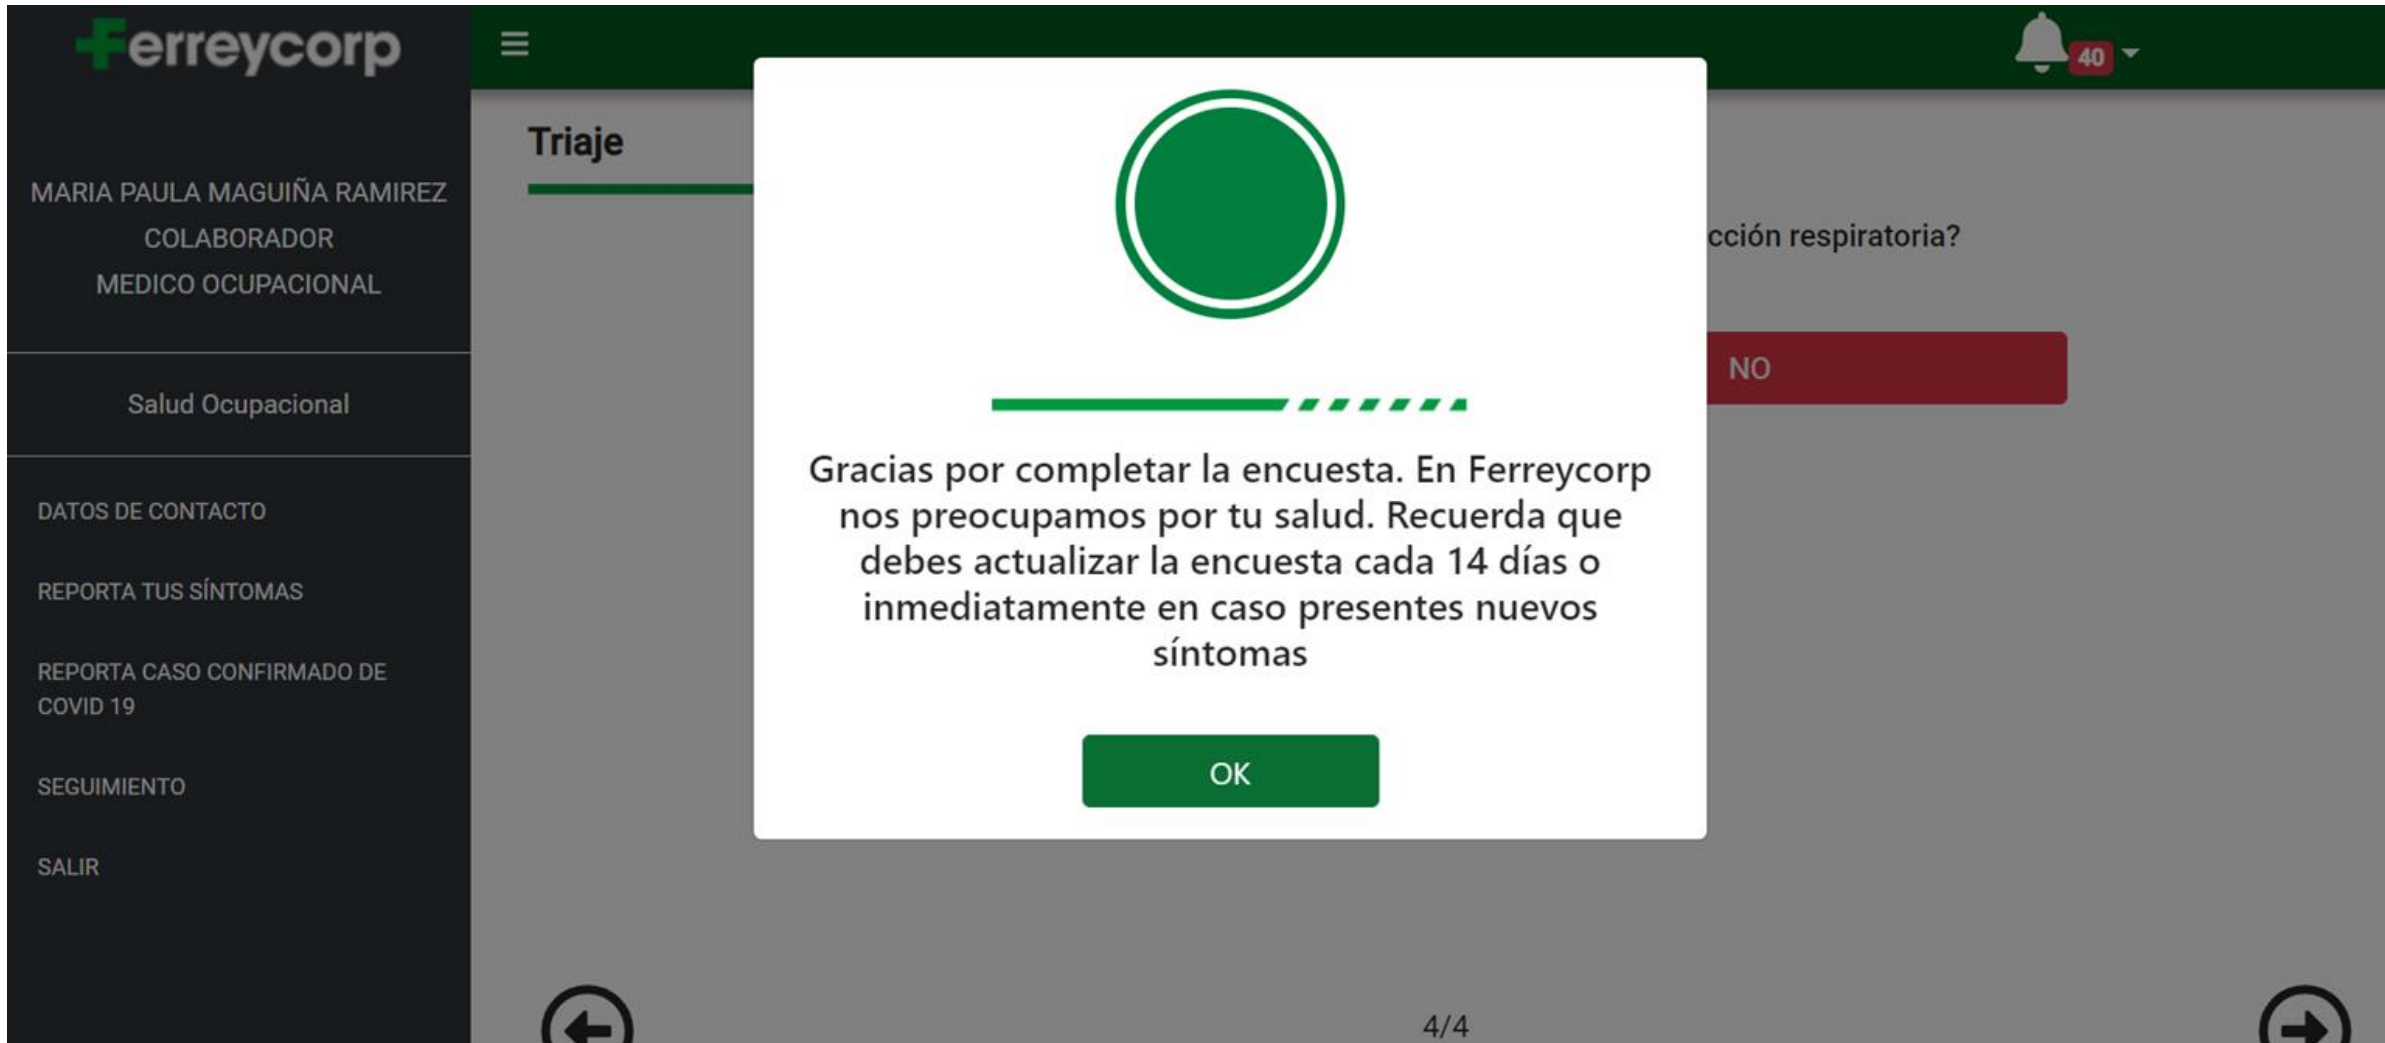 Ferreycorp
40
MARIA PAULA MAGUIÑA RAMIREZ
COLABORADOR
MEDICO OCUPACIONAL
Salud Ocupacional
DATOS DE CONTACTO
REPORTA TUS SÍNTOMAS
REPORTA CASO CONFIRMADO DE
COVID 19
SEGUIMIENTO
SALIR
Triaje
cción respiratoria?
NO
Gracias por completar la encuesta. En Ferreycorp
nos preocupamos por tu salud. Recuerda que
debes actualizar la encuesta cada 14 días o
inmediatamente en caso presentes nuevos
síntomas
OK
4/4